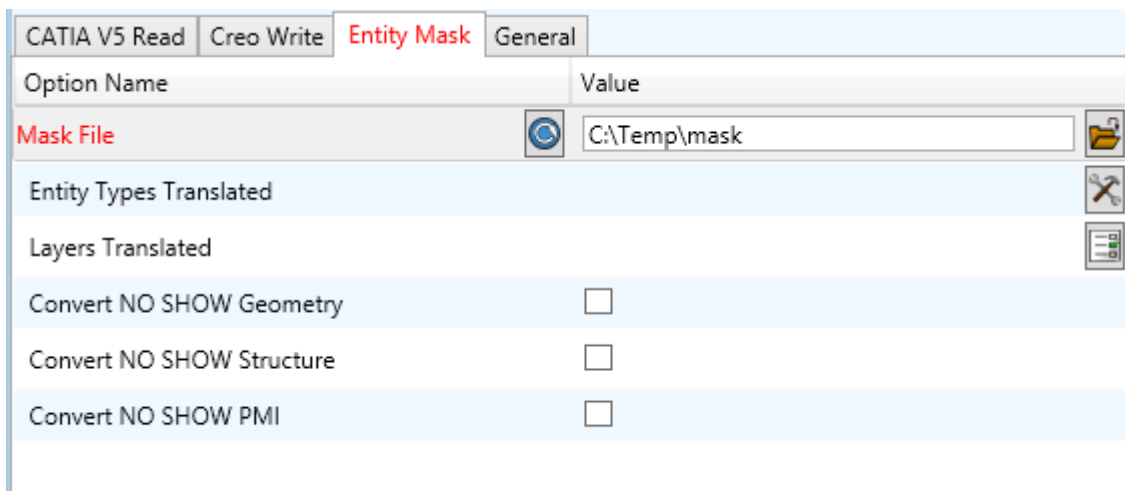 CATIA V5 Read Creo Write Entity Mask General
Option Name Value
Mask File C:\Temp\mask
Entity Types Translated
Layers Translated
Convert NO SHOW Geometry
Convert NO SHOW Structure
Convert NO SHOW PMI